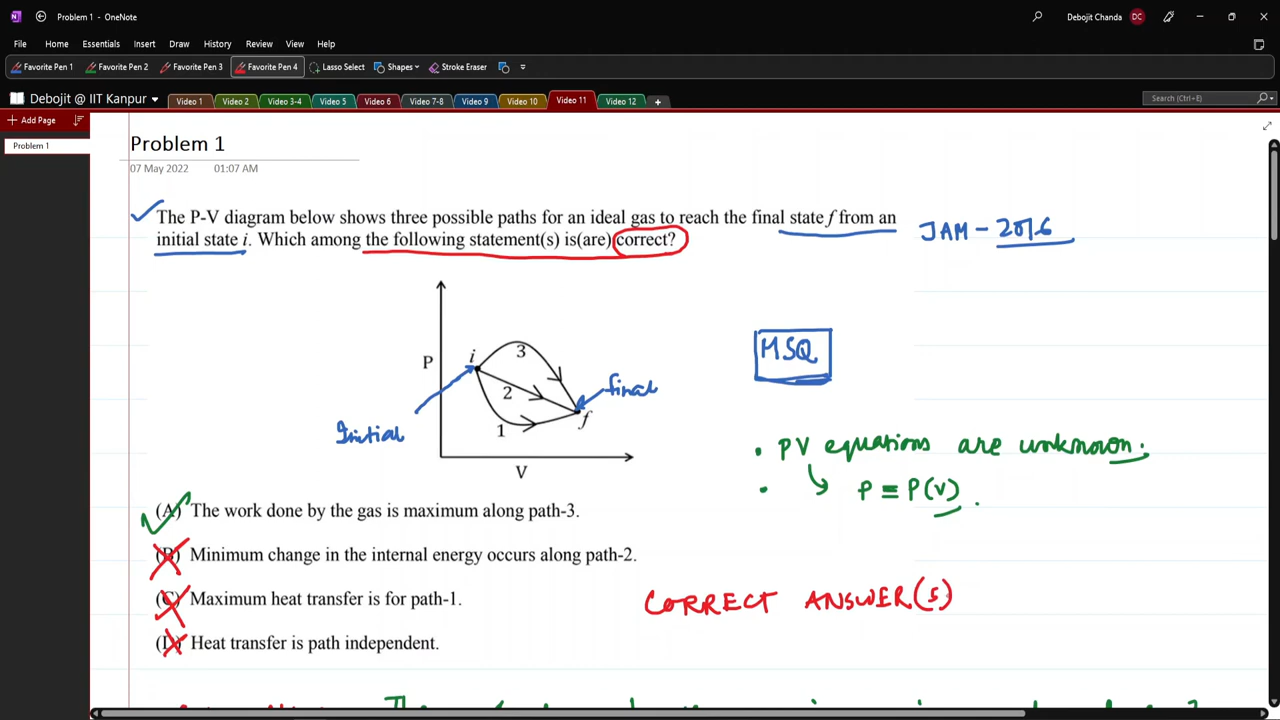 Problem 1 - OneNote
Debojit Chanda DC
File Home Essentials Insert Draw History Review View Help
Favorite Pen 1 Favorite Pen 2 Favorite Pen 3 Favorite Pen 4 Lasso Select Shapes Stroke Eraser
Debojit @ IIT Kanpur Video 1 Video 2 Video 3-4 Video 5 Video 6 Video 7-8 Video 9 Video 10 Video 11 Video 12 + Search (Ctrl+E)
+ Add Page
Problem 1
Problem 1
07 May 2022 01:07 AM
The P-V diagram below shows three possible paths for an ideal gas to reach the final state f from an
initial state i. Which among the following statement(s) is(are) correct?
JAM - 2016
P
i
3
2
1
f
V
Initial
final
MSQ
• PV equations are unknown.
• P ≡ P(V).
(A) The work done by the gas is maximum along path-3.
(B) Minimum change in the internal energy occurs along path-2.
(C) Maximum heat transfer is for path-1.
(D) Heat transfer is path independent.
CORRECT ANSWER(S)